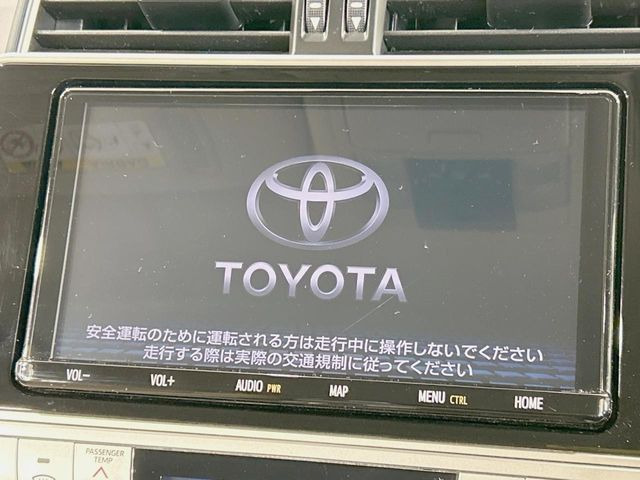 TOYOTA
安全運転のために運転される方は走行中に操作しないでください
走行する際は実際の交通規制に従ってください
VOL− VOL+ AUDIO PWR MAP MENU CTRL HOME
PASSENGER
TEMP